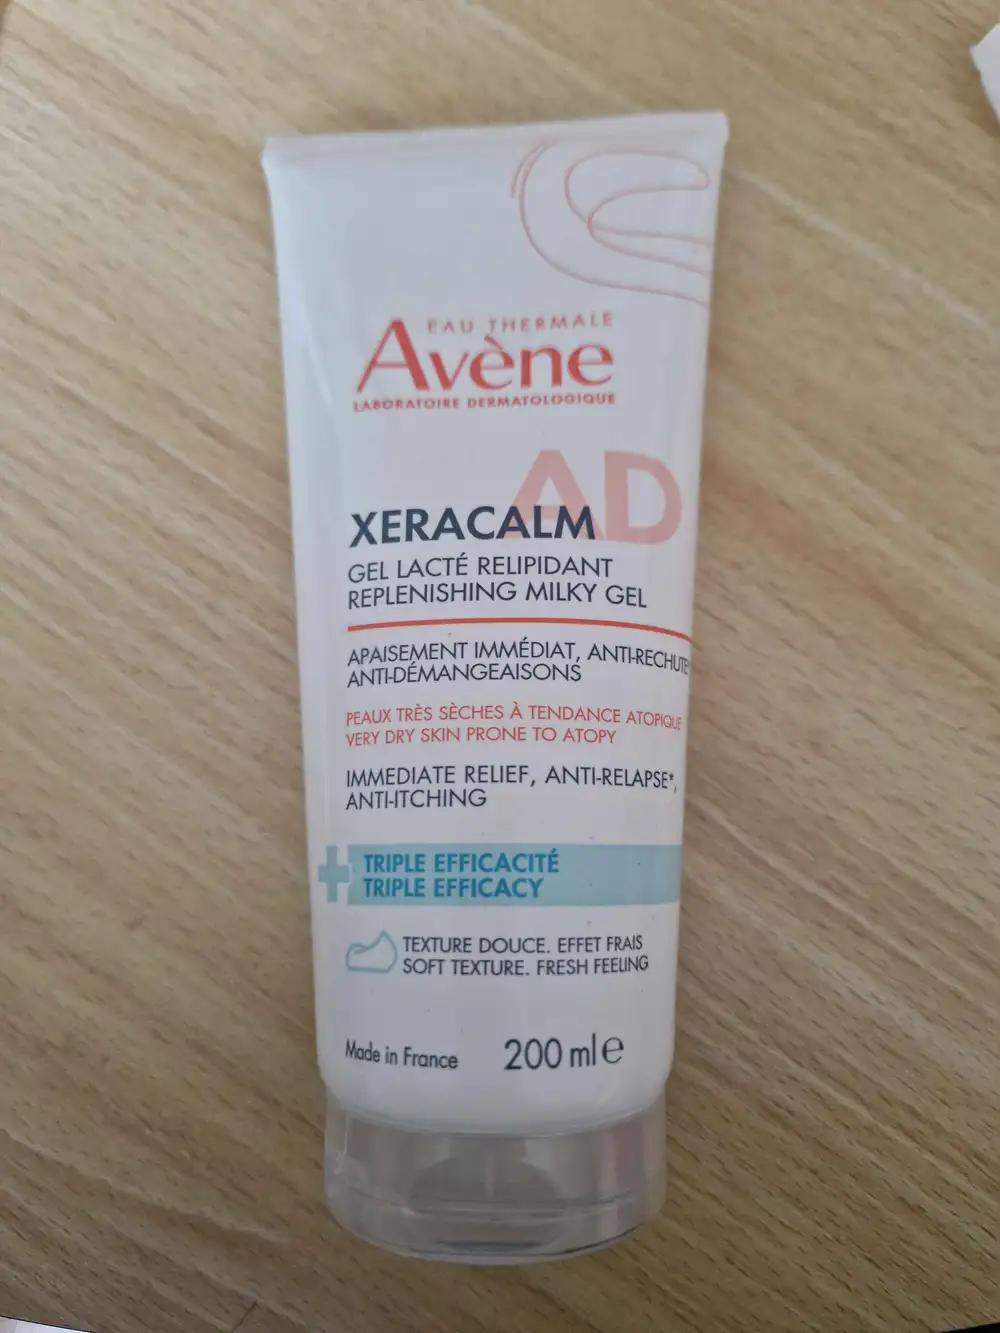 EAU THERMALE
Avène
LABORATOIRE DERMATOLOGIQUE
AD
XERACALM
GEL LACTÉ RELIPIDANT
REPLENISHING MILKY GEL
APAISEMENT IMMÉDIAT, ANTI-RECHUTE*
ANTI-DÉMANGEAISONS
PEAUX TRÈS SÈCHES À TENDANCE ATOPIQUE
VERY DRY SKIN PRONE TO ATOPY
IMMEDIATE RELIEF, ANTI-RELAPSE*,
ANTI-ITCHING
TRIPLE EFFICACITÉ
TRIPLE EFFICACY
TEXTURE DOUCE. EFFET FRAIS
SOFT TEXTURE. FRESH FEELING
Made in France 200 ml e